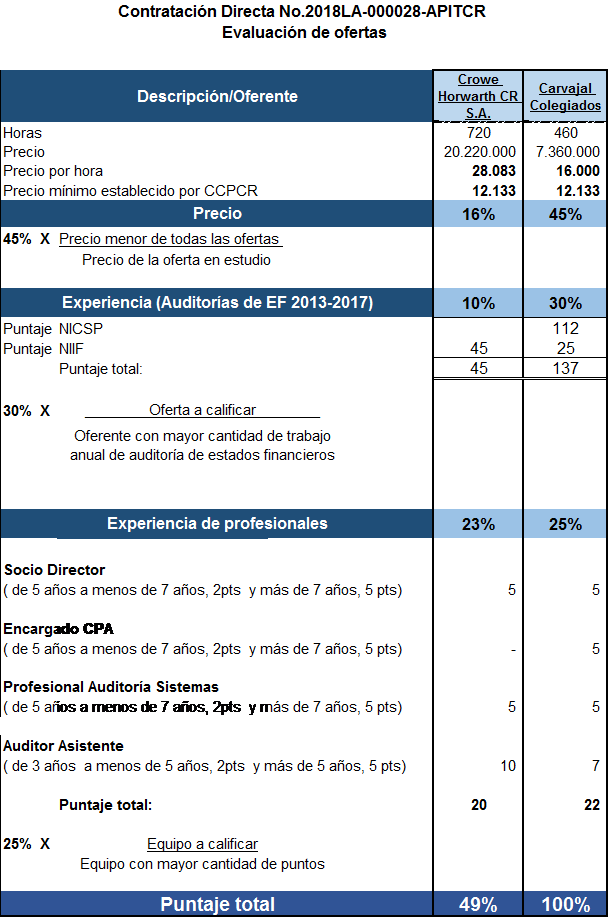 Contratación Directa No.2018LA-000028-APITCR
Evaluación de ofertas
Descripción/Oferente Crowe Horwarth CR S.A. Carvajal Colegiados
Horas 720 460
Precio 20.220.000 7.360.000
Precio por hora 28.083 16.000
Precio mínimo establecido por CCPCR 12.133 12.133
Precio 16% 45%
45% X Precio menor de todas las ofertas
Precio de la oferta en estudio
Experiencia (Auditorías de EF 2013-2017) 10% 30%
Puntaje NICSP 112
Puntaje NIIF 45 25
Puntaje total: 45 137
30% X Oferta a calificar
Oferente con mayor cantidad de trabajo
anual de auditoría de estados financieros
Experiencia de profesionales 23% 25%
Socio Director
( de 5 años a menos de 7 años, 2pts y más de 7 años, 5 pts) 5 5
Encargado CPA
( de 5 años a menos de 7 años, 2pts y más de 7 años, 5 pts) - 5
Profesional Auditoría Sistemas
( de 5 años a menos de 7 años, 2pts y más de 7 años, 5 pts) 5 5
Auditor Asistente
( de 3 años a menos de 5 años, 2pts y más de 5 años, 5 pts) 10 7
Puntaje total: 20 22
25% X Equipo a calificar
Equipo con mayor cantidad de puntos
Puntaje total 49% 100%